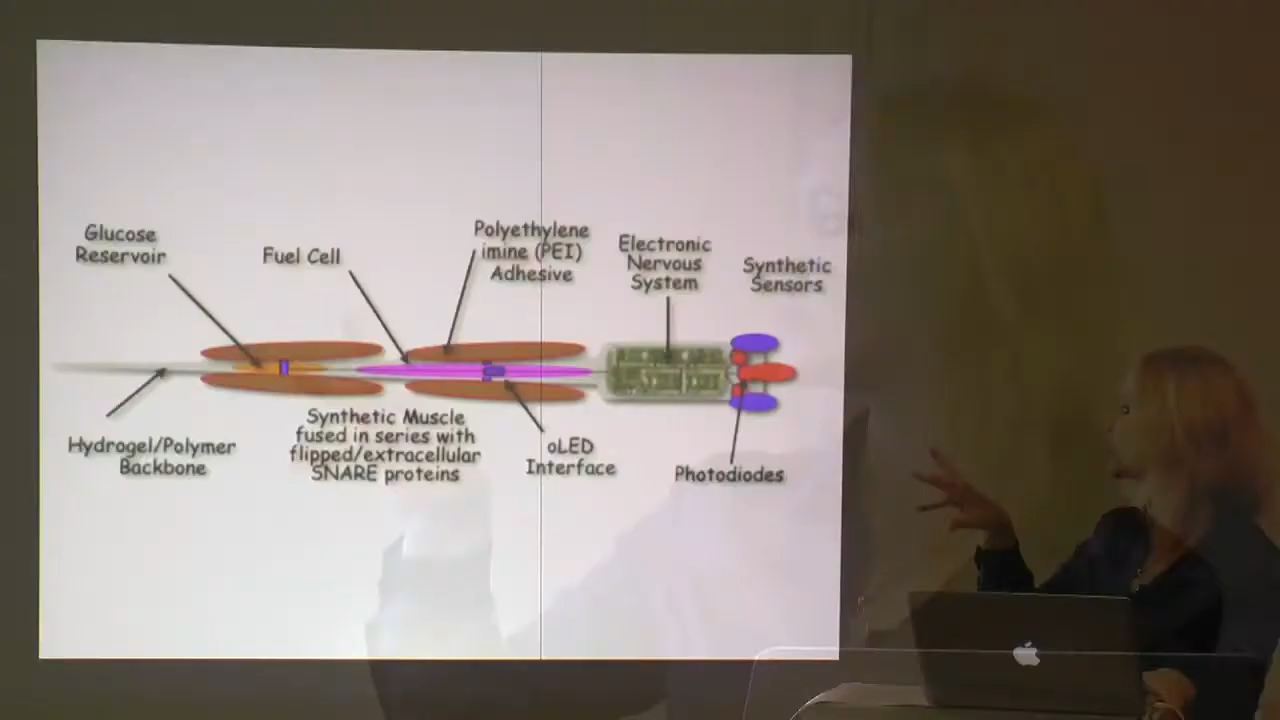 Glucose
Reservoir
Fuel Cell
Polyethylene
imine (PEI)
Adhesive
Electronic
Nervous
System
Synthetic
Sensors
Hydrogel/Polymer
Backbone
Synthetic Muscle
fused in series with
flipped/extracellular
SNARE proteins
oLED
Interface
Photodiodes